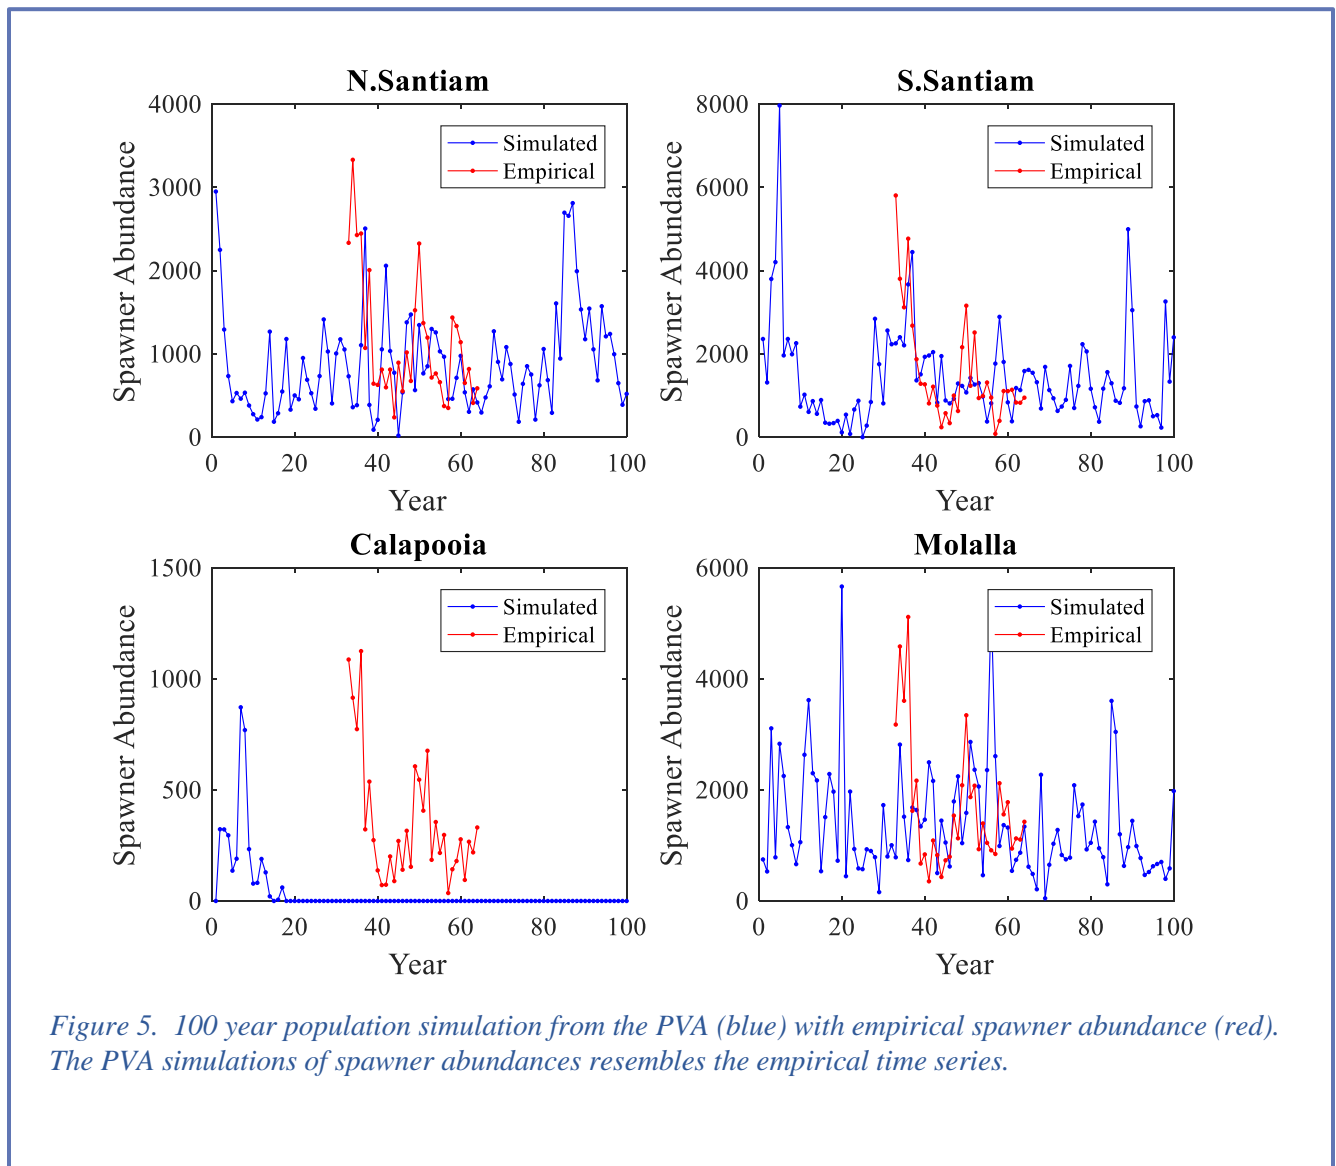 N.Santiam
4000
3000
2000
1000
0
Spawner Abundance
Simulated
Empirical
0 20 40 60 80 100
Year
S.Santiam
8000
6000
4000
2000
0
Spawner Abundance
Simulated
Empirical
0 20 40 60 80 100
Year
Calapooia
1500
1000
500
0
Spawner Abundance
Simulated
Empirical
0 20 40 60 80 100
Year
Molalla
6000
4000
2000
0
Spawner Abundance
Simulated
Empirical
0 20 40 60 80 100
Year
Figure 5.  100 year population simulation from the PVA (blue) with empirical spawner abundance (red).
The PVA simulations of spawner abundances resembles the empirical time series.